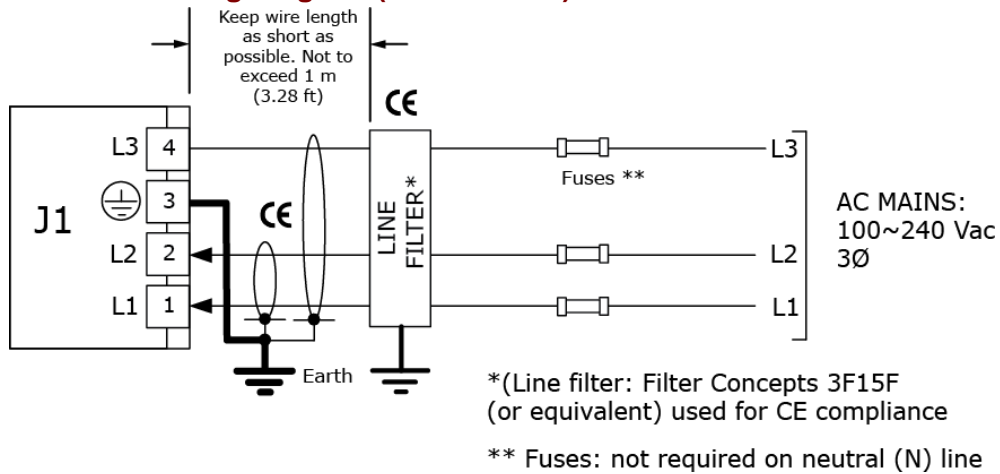 Keep wire length
as short as
possible. Not to
exceed 1 m
(3.28 ft)
CE
L3 4
Fuses **
L3
3
J1
CE
LINE
FILTER*
AC MAINS:
100~240 Vac
3Ø
L2 2
L2
L1 1
L1
Earth
*(Line filter: Filter Concepts 3F15F
(or equivalent) used for CE compliance
** Fuses: not required on neutral (N) line